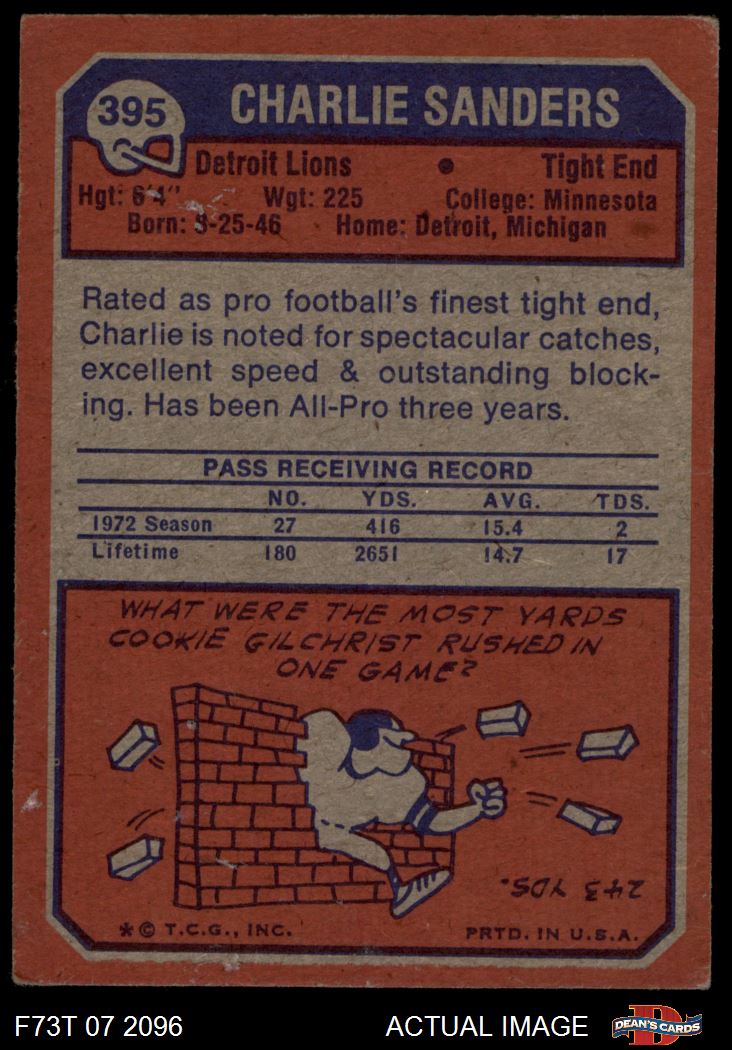 395
CHARLIE SANDERS
Detroit Lions • Tight End
Hgt: 6'4" Wgt: 225 College: Minnesota
Born: 8-25-46 Home: Detroit, Michigan
Rated as pro football's finest tight end,
Charlie is noted for spectacular catches,
excellent speed & outstanding block-
ing. Has been All-Pro three years.
PASS RECEIVING RECORD
NO. YDS. AVG. TDS.
1972 Season 27 416 15.4 2
Lifetime 180 2651 14.7 17
WHAT WERE THE MOST YARDS
COOKIE GILCHRIST RUSHED IN
ONE GAME?
243 YDS.
* © T.C.G., INC. PRTD. IN U.S.A.
F73T 07 2096 ACTUAL IMAGE
D
DEAN'S CARDS